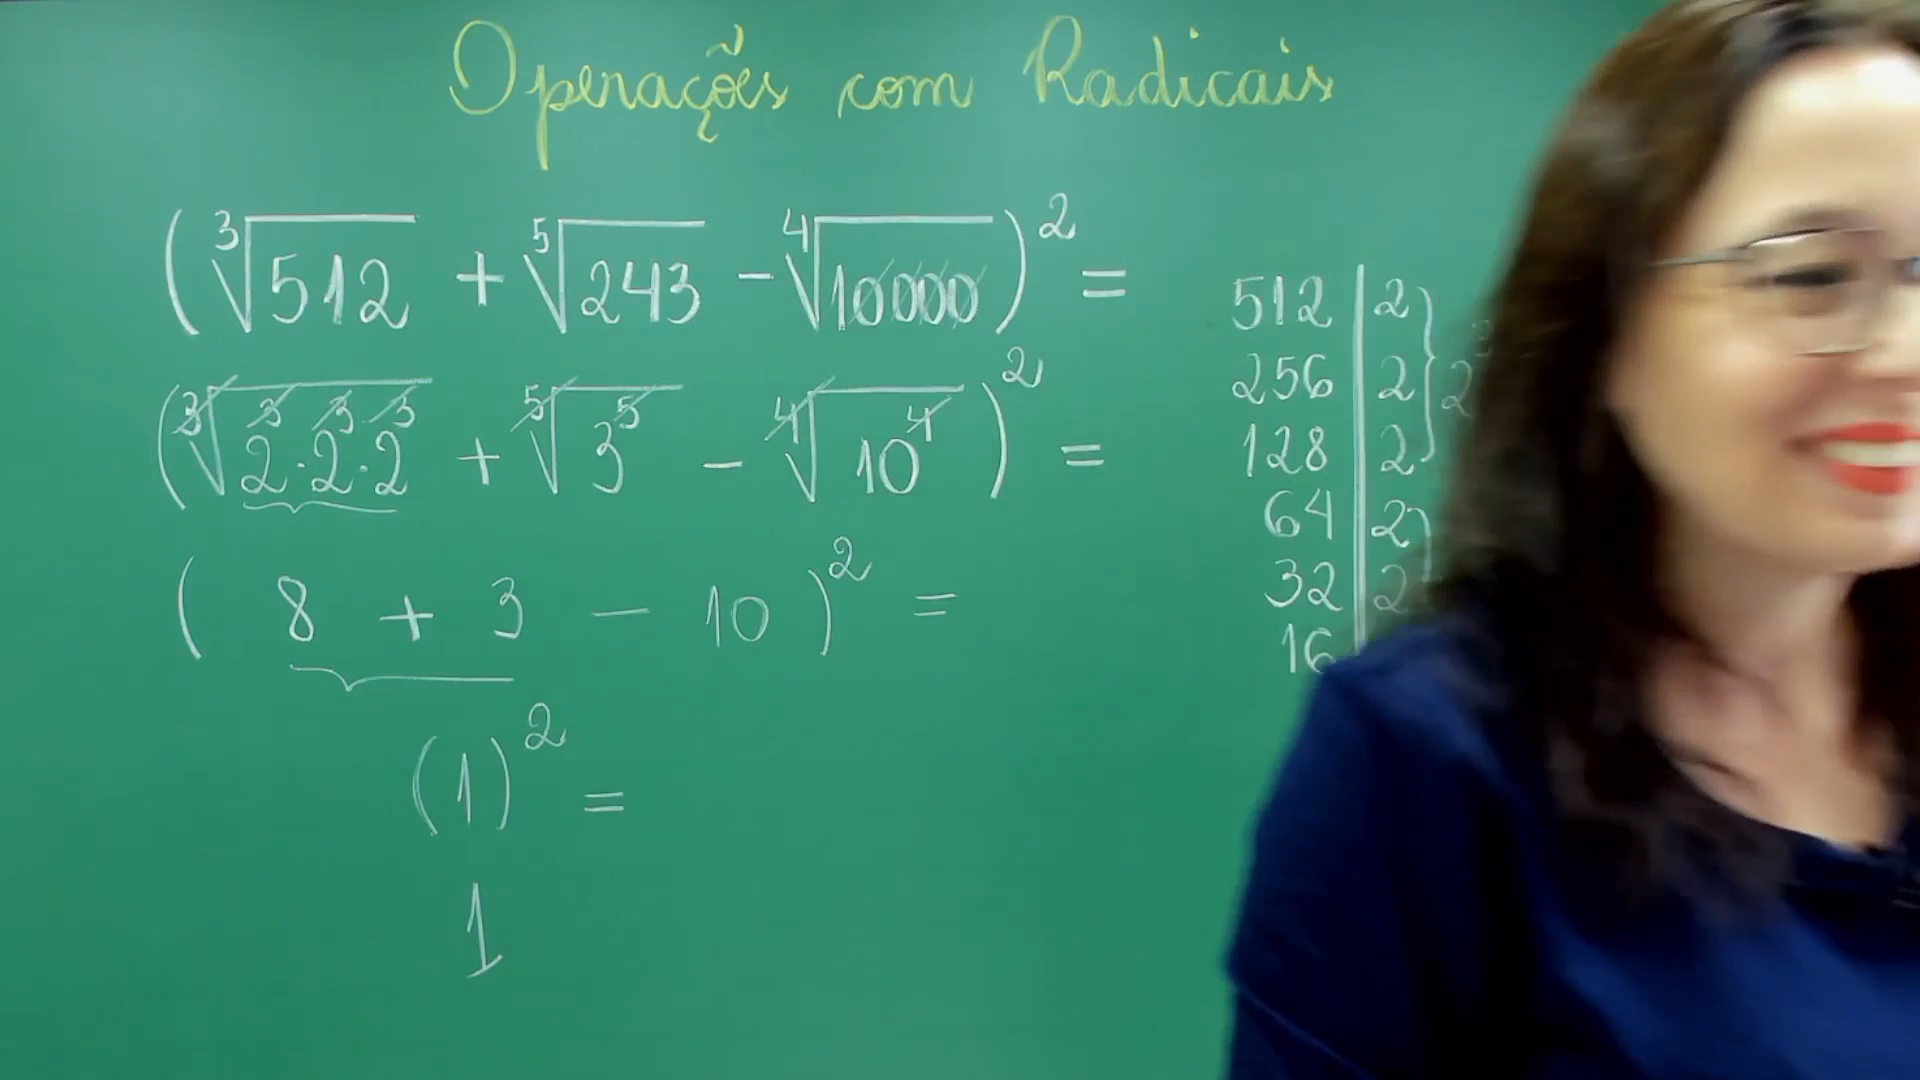 Operações com Radicais
(∛512 + ⁵√243 - ⁴√10000)² =
(∛2³·2³·2³ + ⁵√3⁵ - ⁴√10⁴)² =
(8 + 3 - 10)² =
(1)² =
1
512 | 2
256 | 2
128 | 2
64 | 2
32 | 2
16